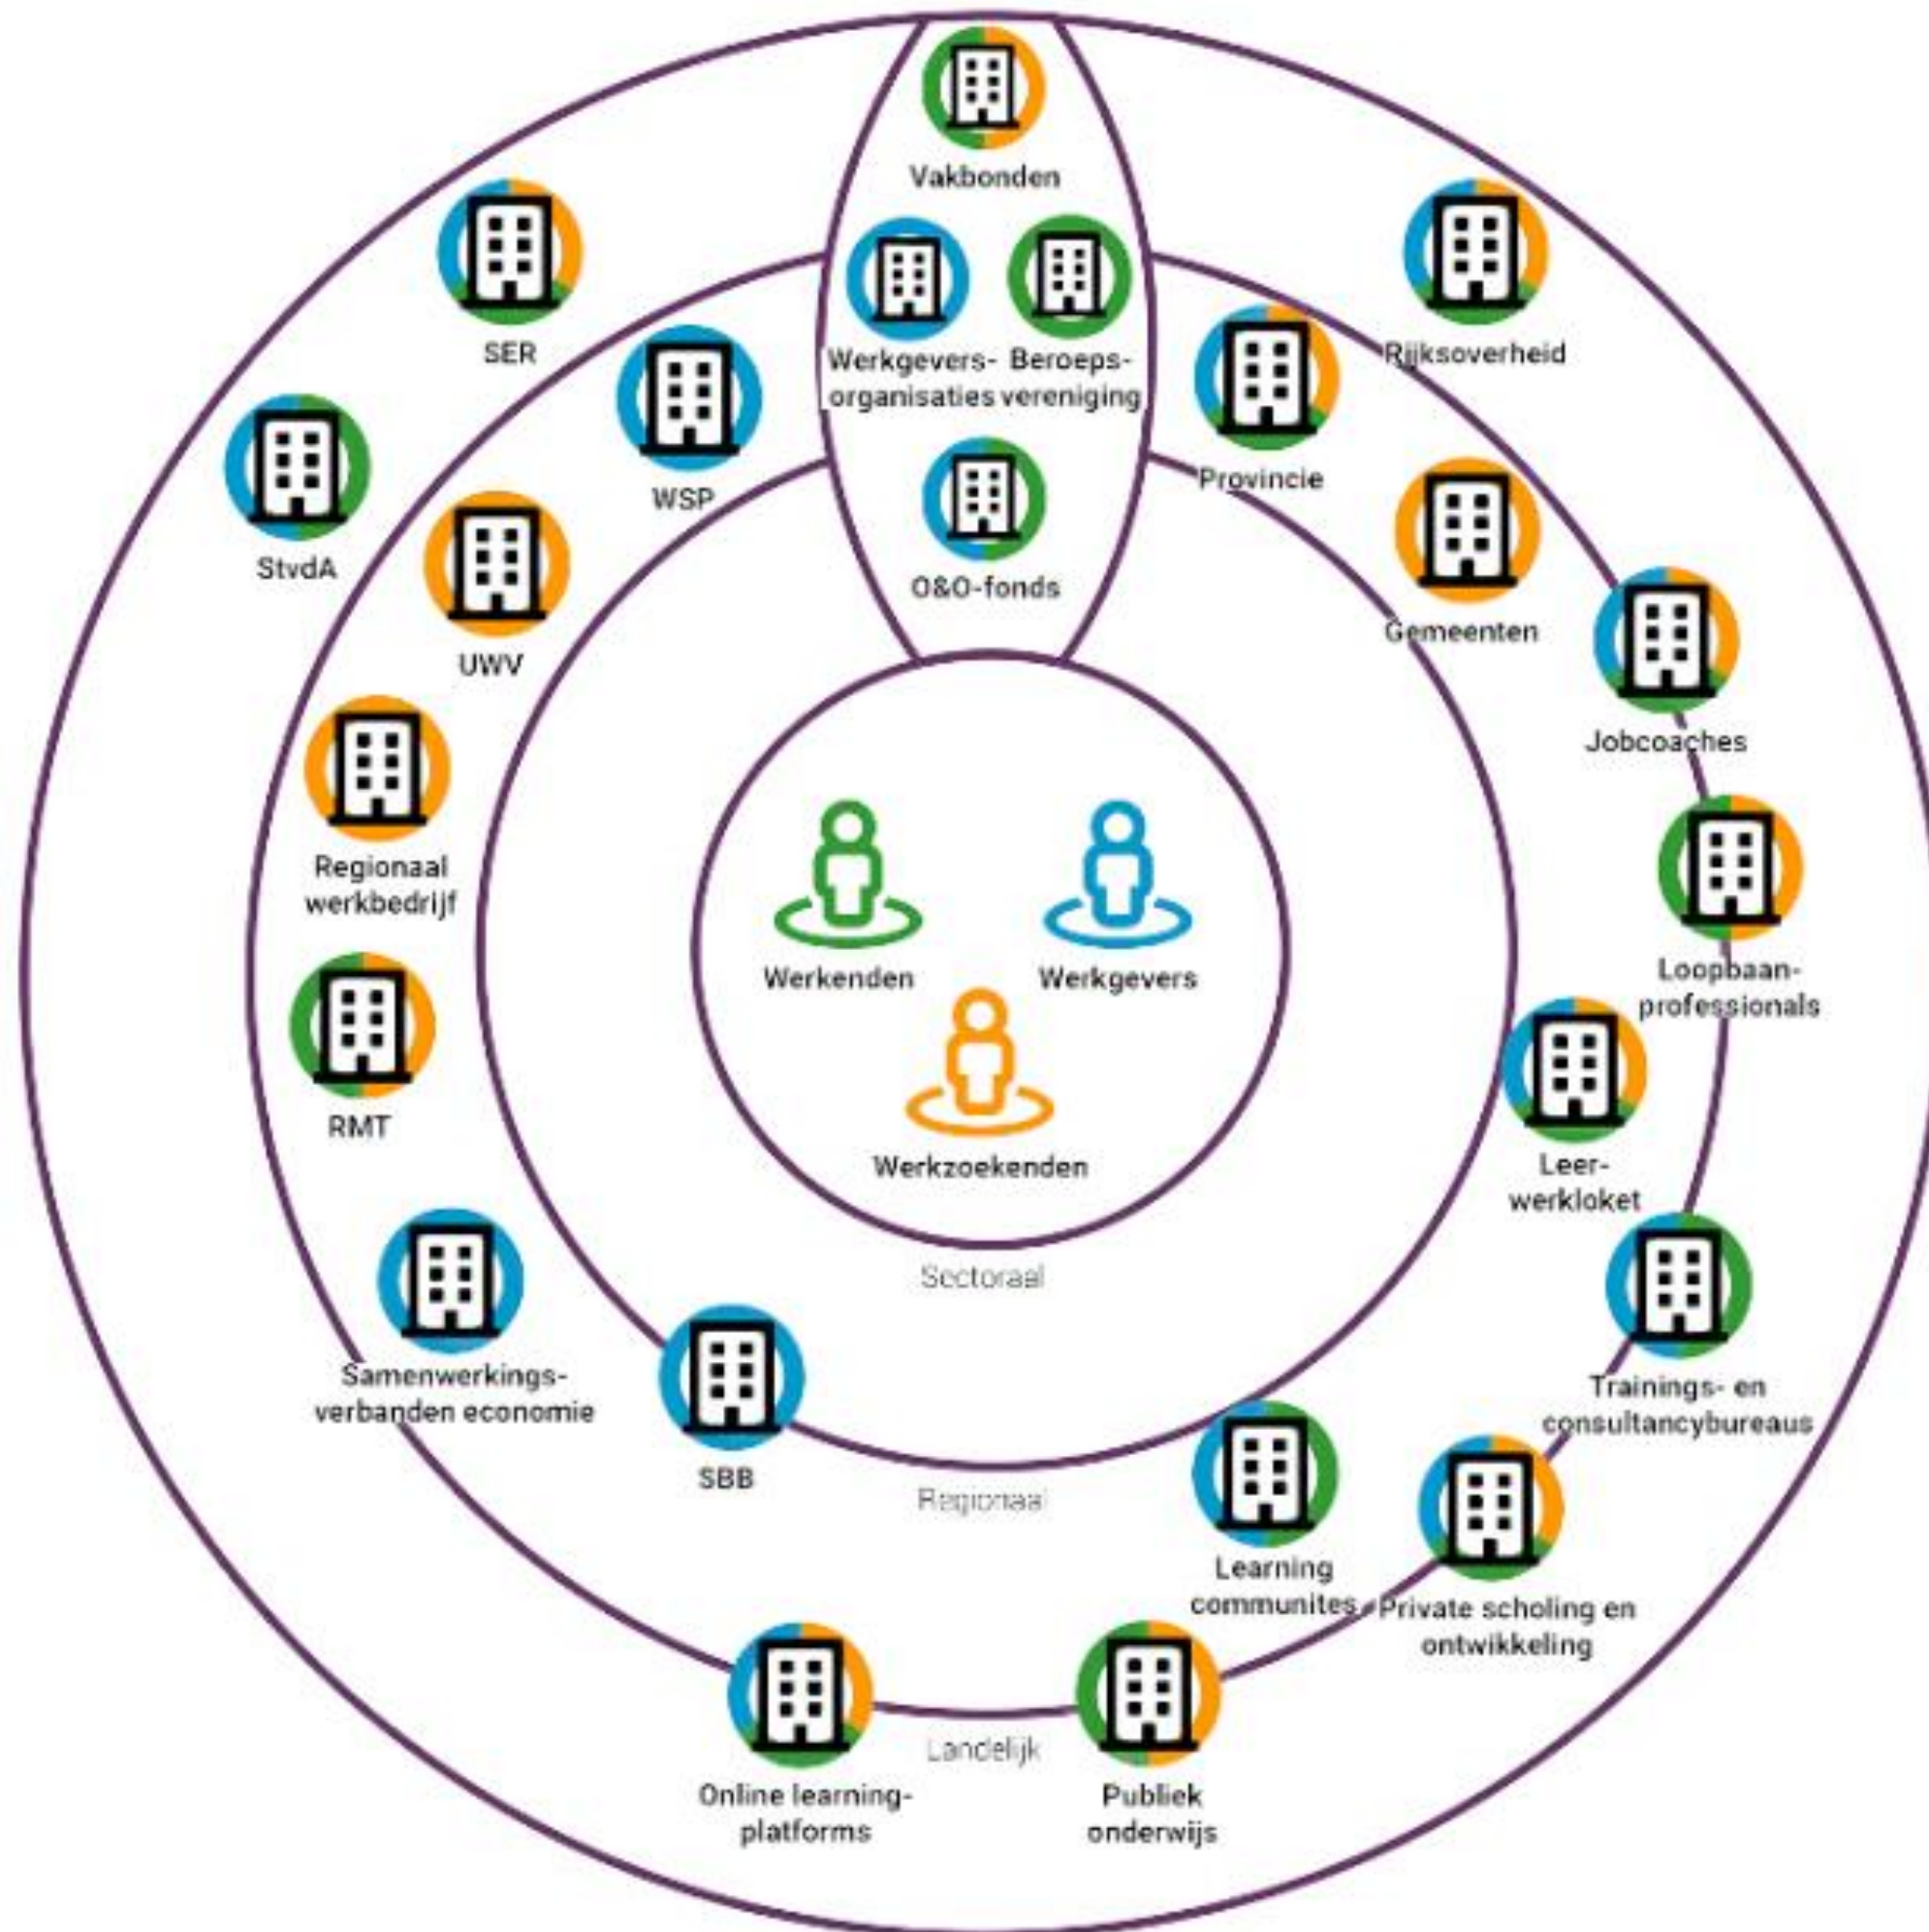 Vakbonden
SER
Rijksoverheid
Werkgevers-
organisaties
Beroeps-
vereniging
WSP
Provincie
StvdA
O&O-fonds
UWV
Gemeenten
Jobcoaches
Regionaal
werkbedrijf
Werkenden
Werkgevers
Loopbaan-
professionals
RMT
Werkzoekenden
Leer-
werkloket
Sectoraal
Samenwerkings-
verbanden economie
Trainings- en
consultancybureaus
SBB
Regionaal
Learning
communites
Private scholing en
ontwikkeling
Landelijk
Online learning-
platforms
Publiek
onderwijs